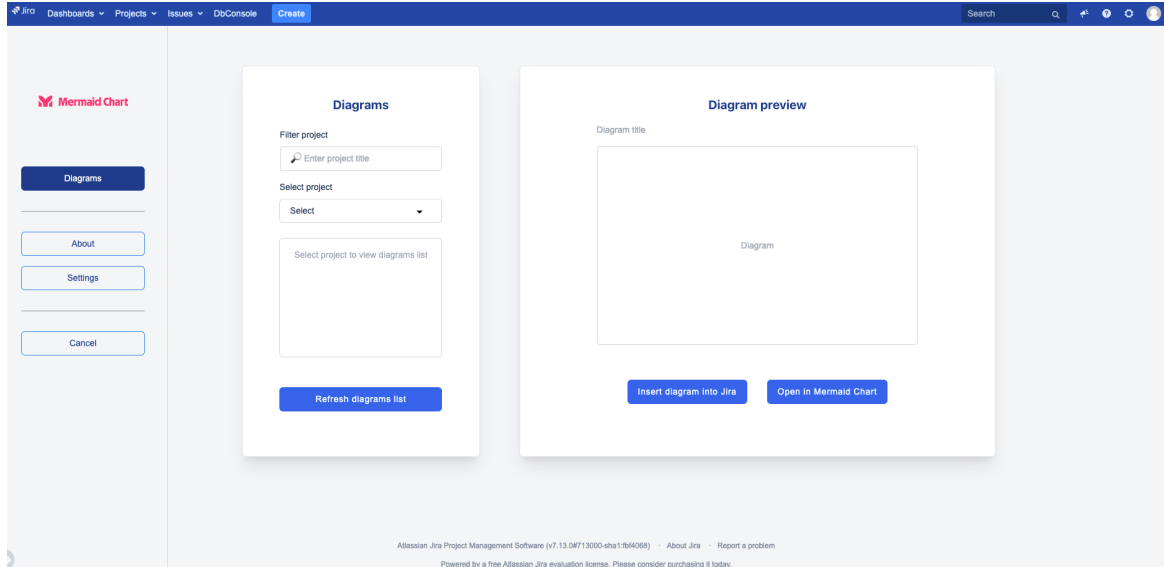 Jira Dashboards Projects Issues DbConsole Create Search
Mermaid Chart
Diagrams
About
Settings
Cancel
Diagrams
Filter project
Enter project title
Select project
Select
Select project to view diagrams list
Refresh diagrams list
Diagram preview
Diagram title
Diagram
Insert diagram into Jira Open in Mermaid Chart
Atlassian Jira Project Management Software (v7.13.0#713000-sha1:fbf4068) · About Jira · Report a problem
Powered by a free Atlassian Jira evaluation license. Please consider purchasing it today.